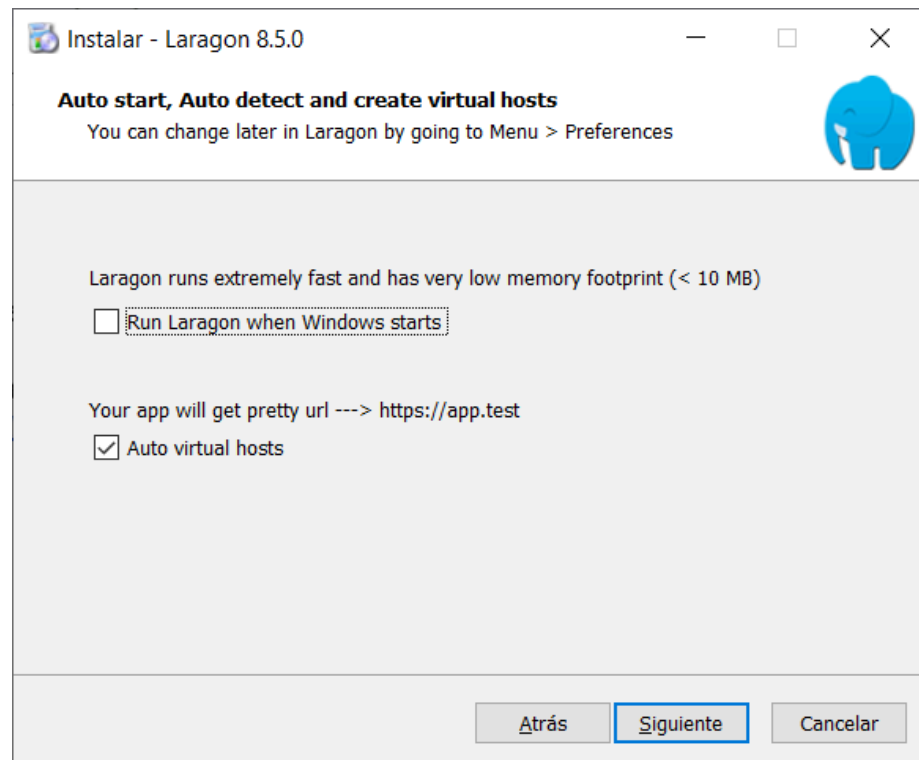 Instalar - Laragon 8.5.0
Auto start, Auto detect and create virtual hosts
You can change later in Laragon by going to Menu > Preferences
Laragon runs extremely fast and has very low memory footprint (< 10 MB)
Run Laragon when Windows starts
Your app will get pretty url ---> https://app.test
Auto virtual hosts
Atrás Siguiente Cancelar